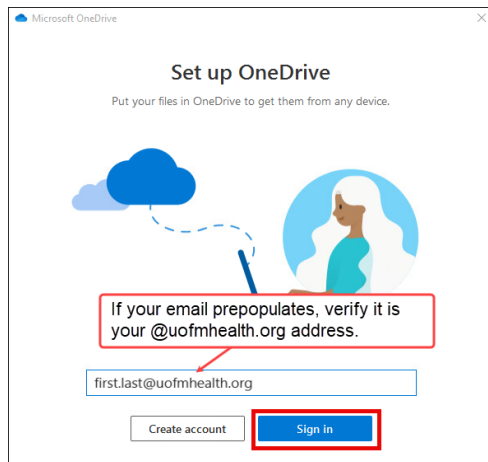 Microsoft OneDrive
Set up OneDrive
Put your files in OneDrive to get them from any device.
If your email prepopulates, verify it is
your @uofmhealth.org address.
first.last@uofmhealth.org
Create account
Sign in